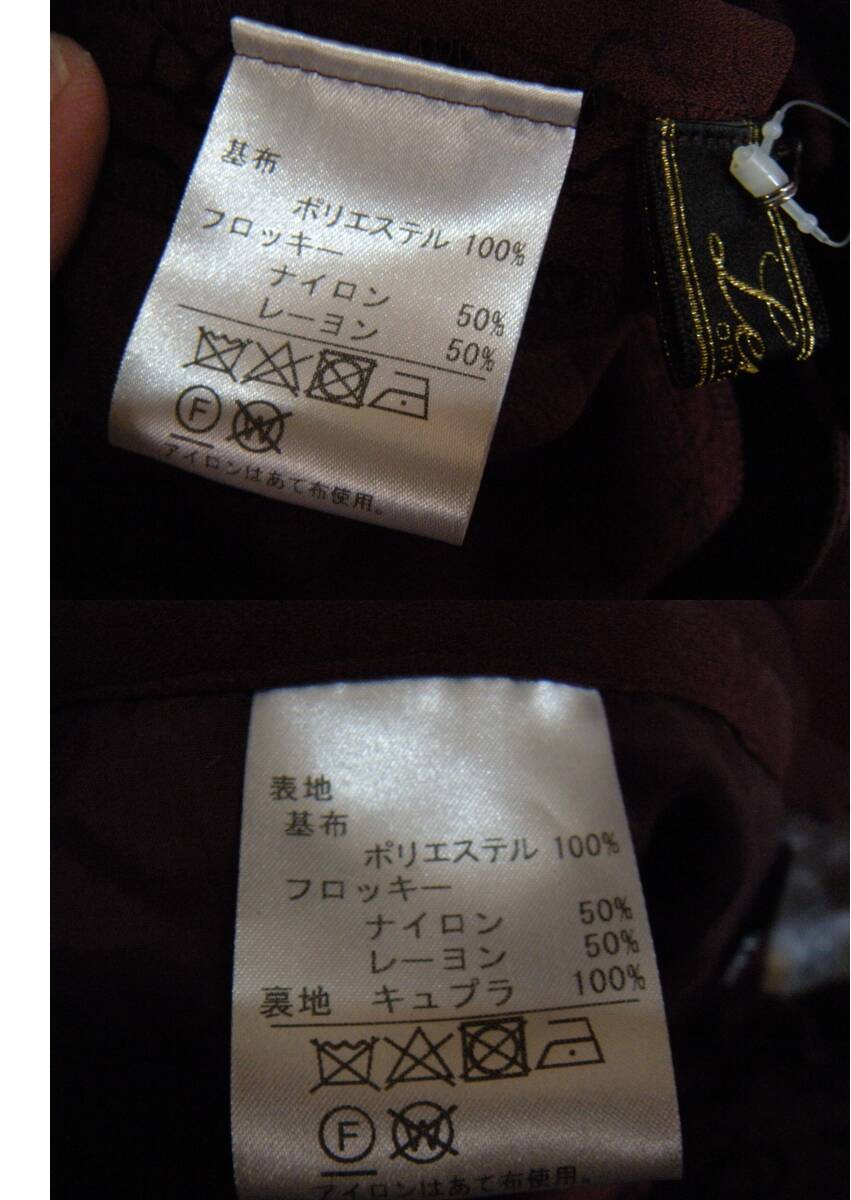 基布
ポリエステル 100%
フロッキー
ナイロン 50%
レーヨン 50%
F W
アイロンはあて布使用。
表地
基布
ポリエステル 100%
フロッキー
ナイロン 50%
レーヨン 50%
裏地 キュプラ 100%
F W
アイロンはあて布使用。